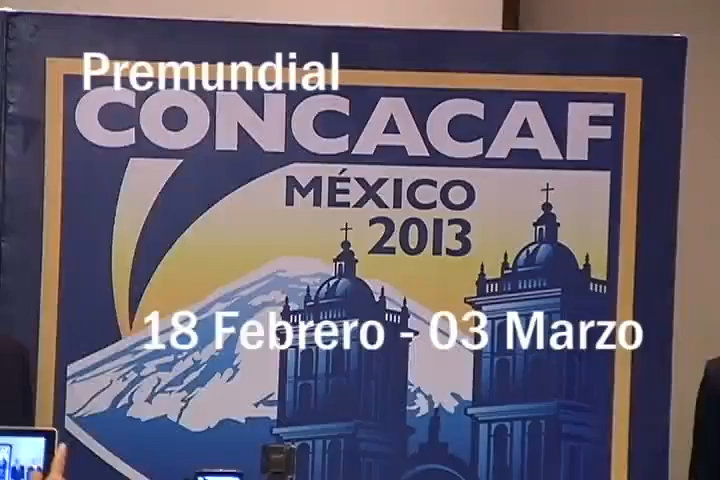 Premundial
CONCACAF
MÉXICO
2013
18 Febrero - 03 Marzo